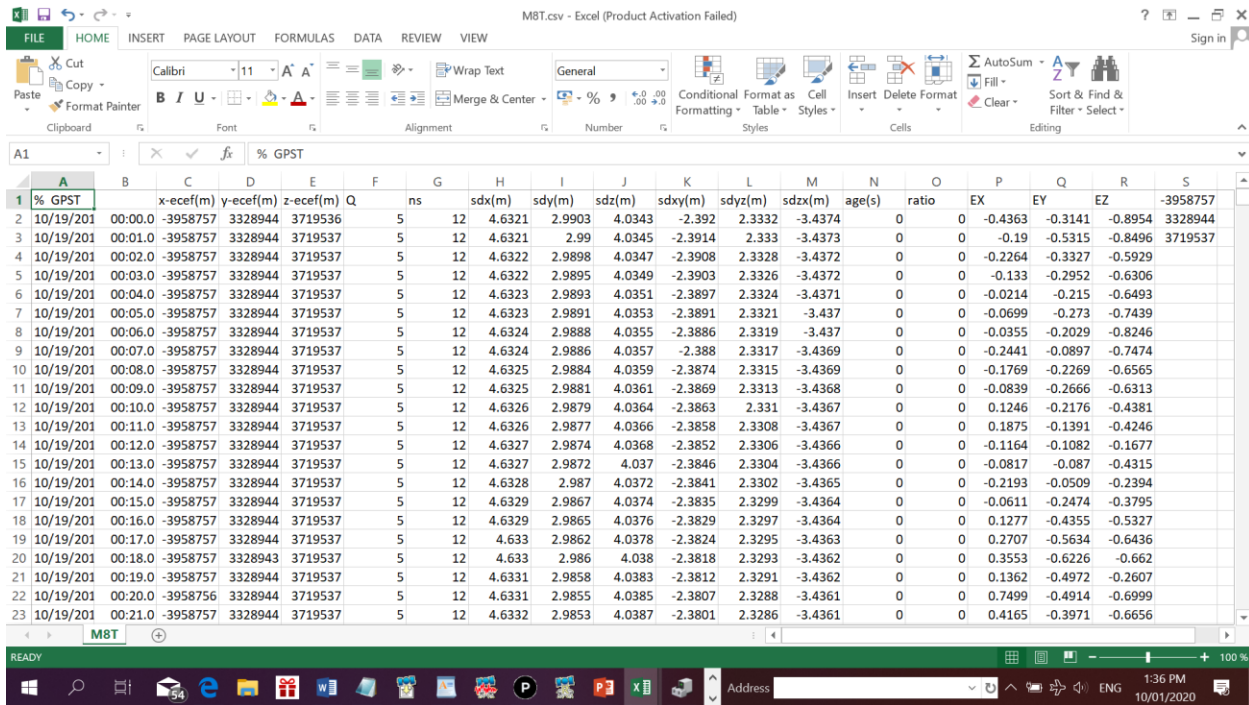 M8T.csv - Excel (Product Activation Failed)
FILE HOME INSERT PAGE LAYOUT FORMULAS DATA REVIEW VIEW Sign in
Cut
Calibri 11 A A Wrap Text General AutoSum
Copy Fill
Paste Format Painter B I U A Merge & Center % , Conditional Format as Cell Insert Delete Format Clear Sort & Find &
Formatting Table Styles Filter Select
Clipboard Font Alignment Number Styles Cells Editing
A1 fx % GPST
A B C D E F G H I J K L M N O P Q R S
1 % GPST x-ecef(m) y-ecef(m) z-ecef(m) Q ns sdx(m) sdy(m) sdz(m) sdxy(m) sdyz(m) sdzx(m) age(s) ratio EX EY EZ -3958757
2 10/19/201 00:00.0 -3958757 3328944 3719536 5 12 4.6321 2.9903 4.0343 -2.392 2.3332 -3.4374 0 0 -0.4363 -0.3141 -0.8954 3328944
3 10/19/201 00:01.0 -3958757 3328944 3719537 5 12 4.6321 2.99 4.0345 -2.3914 2.333 -3.4373 0 0 -0.19 -0.5315 -0.8496 3719537
4 10/19/201 00:02.0 -3958757 3328944 3719537 5 12 4.6322 2.9898 4.0347 -2.3908 2.3328 -3.4372 0 0 -0.2264 -0.3327 -0.5929
5 10/19/201 00:03.0 -3958757 3328944 3719537 5 12 4.6322 2.9895 4.0349 -2.3903 2.3326 -3.4372 0 0 -0.133 -0.2952 -0.6306
6 10/19/201 00:04.0 -3958757 3328944 3719537 5 12 4.6323 2.9893 4.0351 -2.3897 2.3324 -3.4371 0 0 -0.0214 -0.215 -0.6493
7 10/19/201 00:05.0 -3958757 3328944 3719537 5 12 4.6323 2.9891 4.0353 -2.3891 2.3321 -3.437 0 0 -0.0699 -0.273 -0.7439
8 10/19/201 00:06.0 -3958757 3328944 3719537 5 12 4.6324 2.9888 4.0355 -2.3886 2.3319 -3.437 0 0 -0.0355 -0.2029 -0.8246
9 10/19/201 00:07.0 -3958757 3328944 3719537 5 12 4.6324 2.9886 4.0357 -2.388 2.3317 -3.4369 0 0 -0.2441 -0.0897 -0.7474
10 10/19/201 00:08.0 -3958757 3328944 3719537 5 12 4.6325 2.9884 4.0359 -2.3874 2.3315 -3.4369 0 0 -0.1769 -0.2269 -0.6565
11 10/19/201 00:09.0 -3958757 3328944 3719537 5 12 4.6325 2.9881 4.0361 -2.3869 2.3313 -3.4368 0 0 -0.0839 -0.2666 -0.6313
12 10/19/201 00:10.0 -3958757 3328944 3719537 5 12 4.6326 2.9879 4.0364 -2.3863 2.331 -3.4367 0 0 0.1246 -0.2176 -0.4381
13 10/19/201 00:11.0 -3958757 3328944 3719537 5 12 4.6326 2.9877 4.0366 -2.3858 2.3308 -3.4367 0 0 0.1875 -0.1391 -0.4246
14 10/19/201 00:12.0 -3958757 3328944 3719537 5 12 4.6327 2.9874 4.0368 -2.3852 2.3306 -3.4366 0 0 -0.1164 -0.1082 -0.1677
15 10/19/201 00:13.0 -3958757 3328944 3719537 5 12 4.6327 2.9872 4.037 -2.3846 2.3304 -3.4366 0 0 -0.0817 -0.087 -0.4315
16 10/19/201 00:14.0 -3958757 3328944 3719537 5 12 4.6328 2.987 4.0372 -2.3841 2.3302 -3.4365 0 0 -0.2193 -0.0509 -0.2394
17 10/19/201 00:15.0 -3958757 3328944 3719537 5 12 4.6329 2.9867 4.0374 -2.3835 2.3299 -3.4364 0 0 -0.0611 -0.2474 -0.3795
18 10/19/201 00:16.0 -3958757 3328944 3719537 5 12 4.6329 2.9865 4.0376 -2.3829 2.3297 -3.4364 0 0 0.1277 -0.4355 -0.5327
19 10/19/201 00:17.0 -3958757 3328944 3719537 5 12 4.633 2.9862 4.0378 -2.3824 2.3295 -3.4363 0 0 0.2707 -0.5634 -0.6436
20 10/19/201 00:18.0 -3958757 3328943 3719537 5 12 4.633 2.986 4.038 -2.3818 2.3293 -3.4362 0 0 0.3553 -0.6226 -0.662
21 10/19/201 00:19.0 -3958757 3328944 3719537 5 12 4.6331 2.9858 4.0383 -2.3812 2.3291 -3.4362 0 0 0.1362 -0.4972 -0.2607
22 10/19/201 00:20.0 -3958756 3328944 3719537 5 12 4.6331 2.9855 4.0385 -2.3807 2.3288 -3.4361 0 0 0.7499 -0.4914 -0.6999
23 10/19/201 00:21.0 -3958757 3328944 3719537 5 12 4.6332 2.9853 4.0387 -2.3801 2.3286 -3.4361 0 0 0.4165 -0.3971 -0.6656
M8T
READY 100 %
54 Address ENG 1:36 PM
10/01/2020